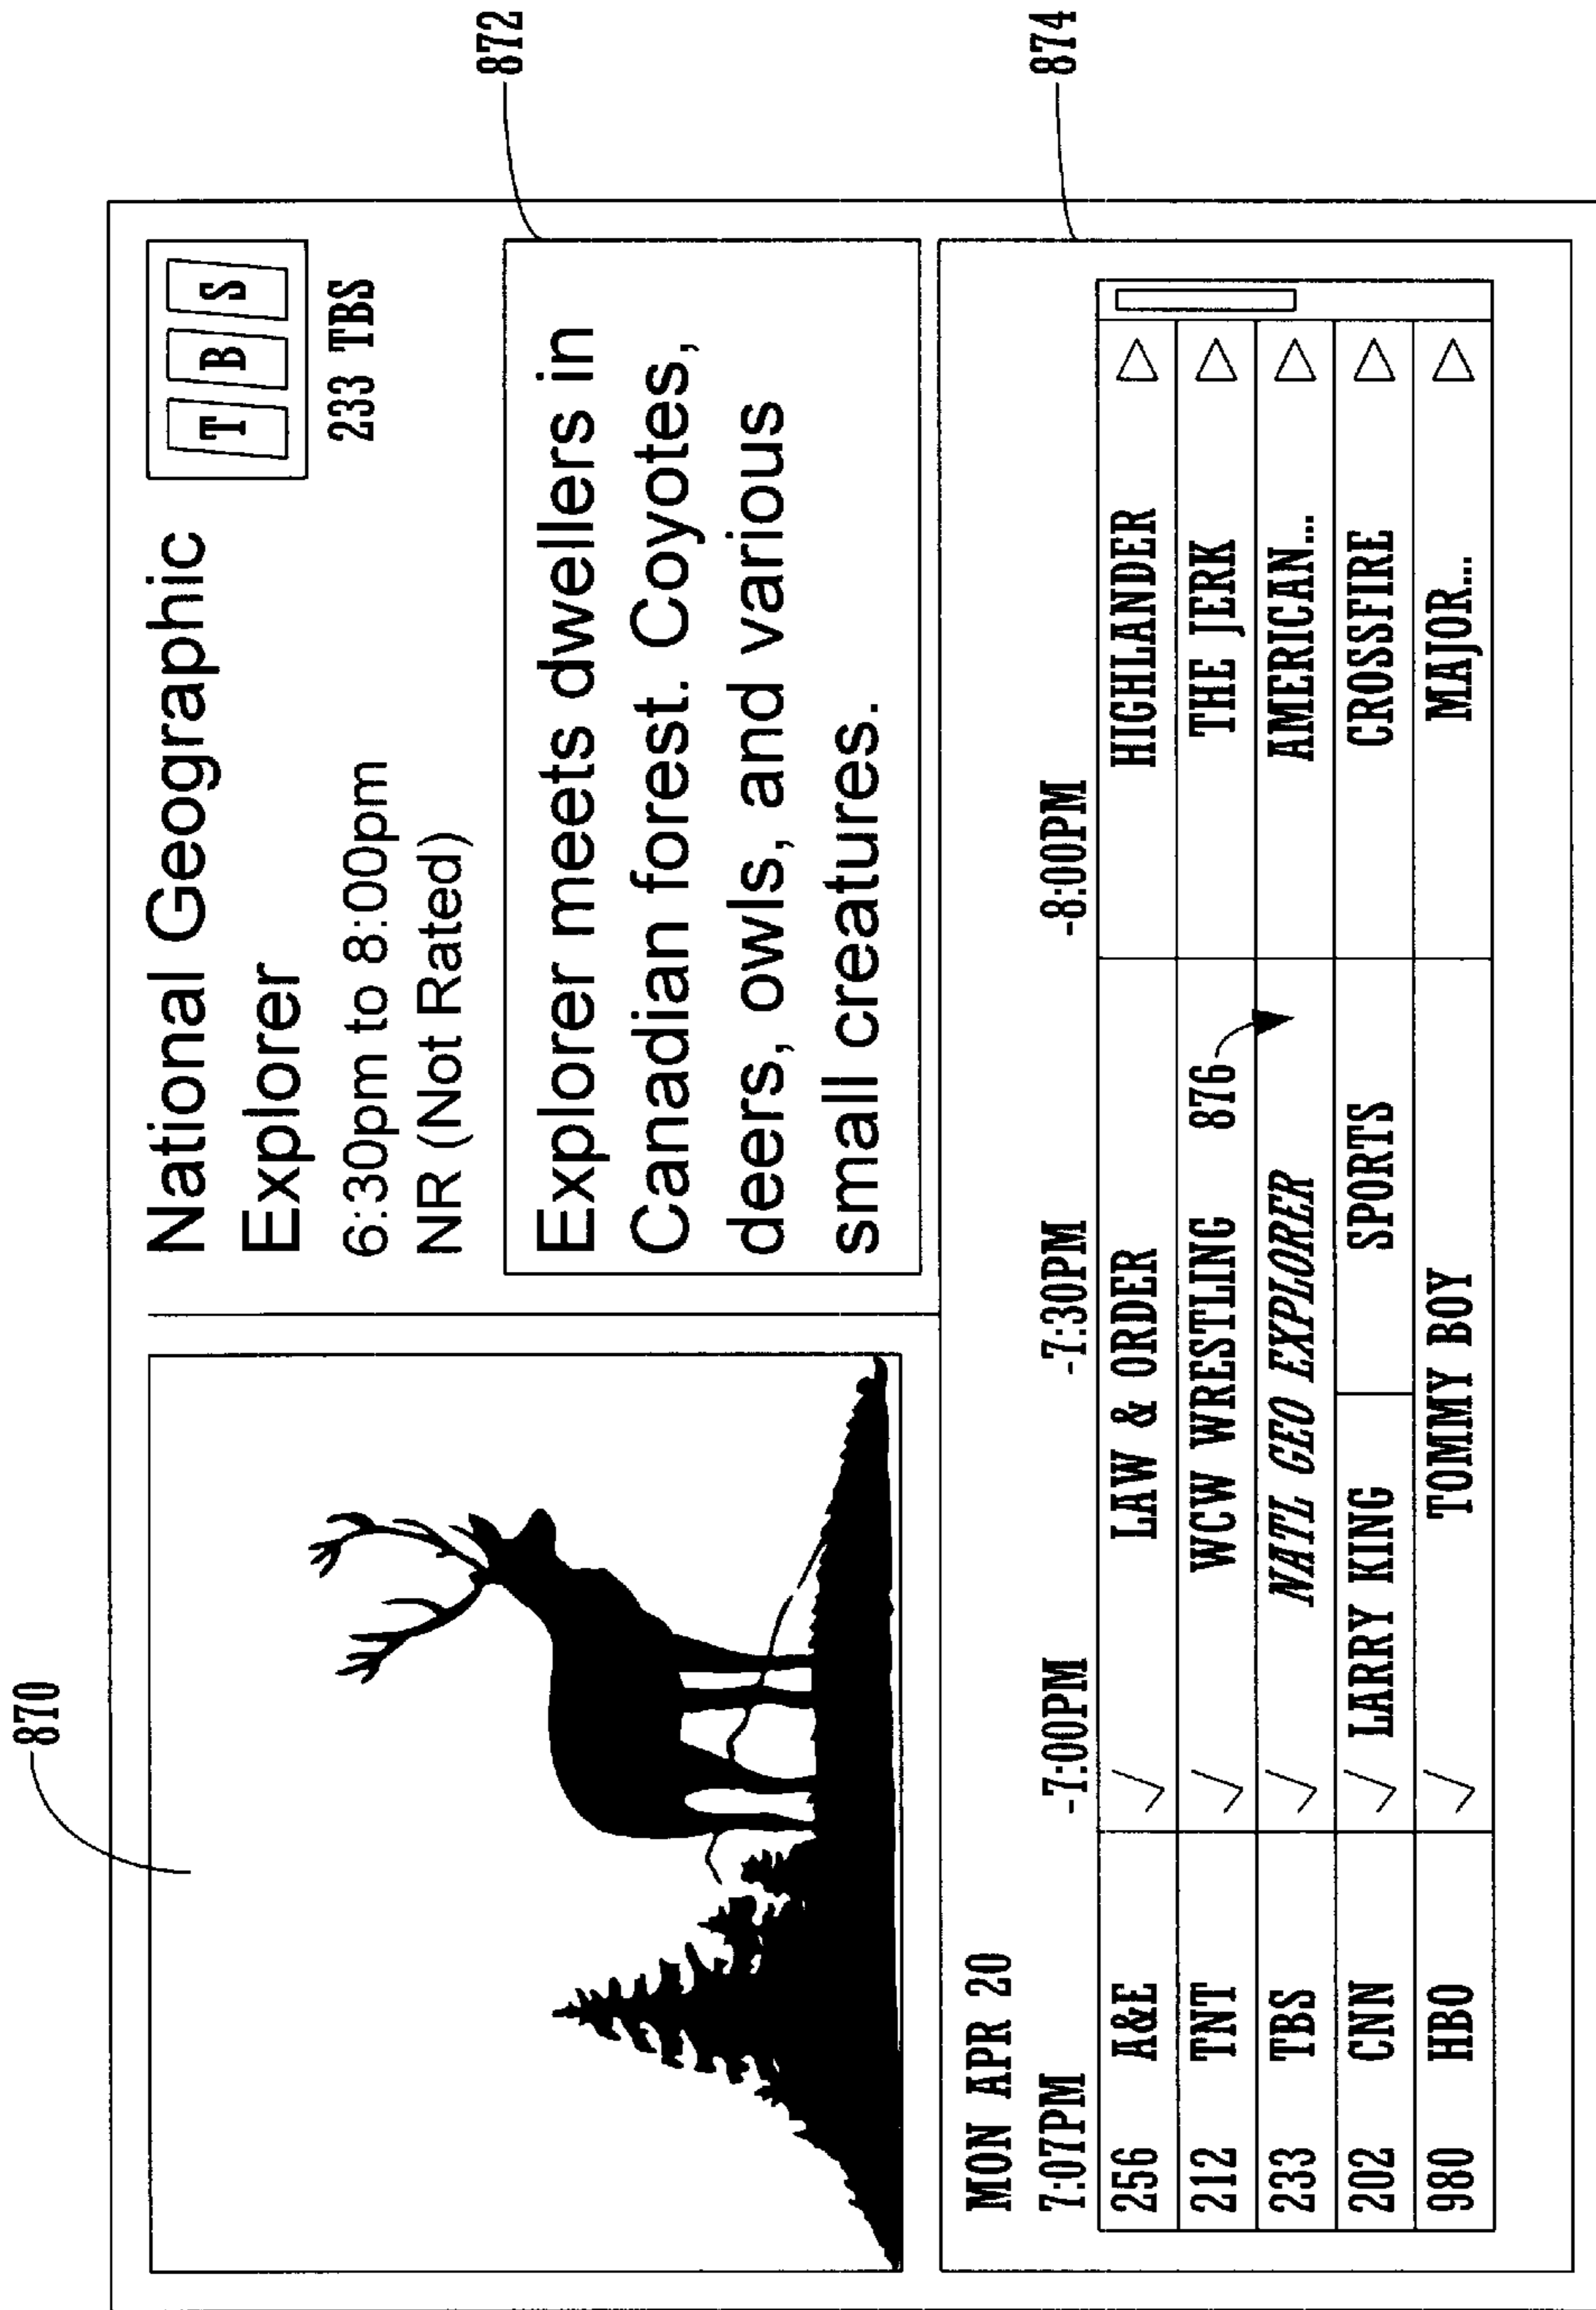 870
National Geographic
Explorer
6:30pm to 8:00pm
NR (Not Rated)
T B S
233 TBS
872
Explorer meets dwellers in
Canadian forest. Coyotes,
deers, owls, and various
small creatures.
874
MON APR 20
7:07PM -7:00PM -7:30PM -8:00PM
256 A&E LAW & ORDER HIGHLANDER
212 TNT WCW WRESTLING 876 THE JERK
233 TBS NATL GEO EXPLORER AMERICAN...
202 CNN LARRY KING SPORTS CROSSFIRE
980 HBO TOMMY BOY MAJOR...